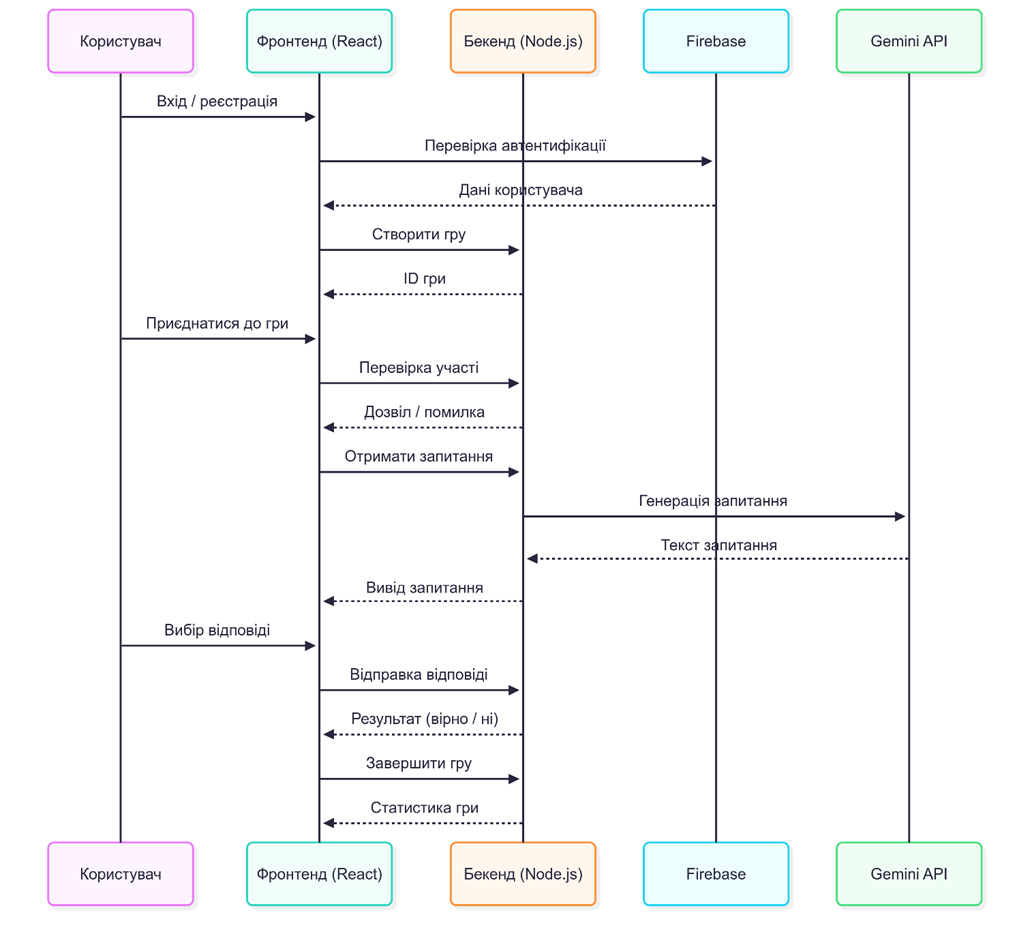 Користувач
Фронтенд (React)
Бекенд (Node.js)
Firebase
Gemini API
Вхід / реєстрація
Перевірка автентифікації
Дані користувача
Створити гру
ID гри
Приєднатися до гри
Перевірка участі
Дозвіл / помилка
Отримати запитання
Генерація запитання
Текст запитання
Вивід запитання
Вибір відповіді
Відправка відповіді
Результат (вірно / ні)
Завершити гру
Статистика гри
Користувач
Фронтенд (React)
Бекенд (Node.js)
Firebase
Gemini API